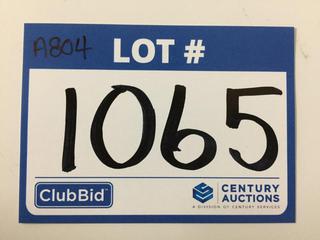 A804 LOT #
1065
ClubBid
CENTURY
AUCTIONS
A DIVISION OF CENTURY SERVICES